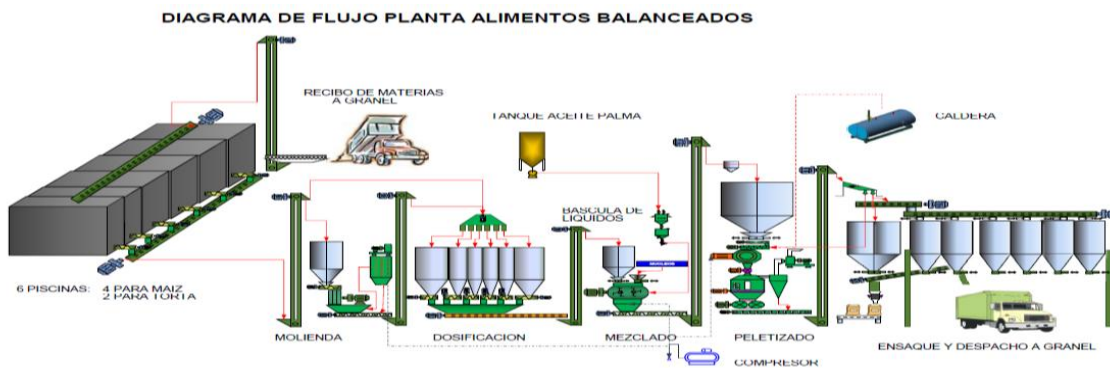 DIAGRAMA DE FLUJO PLANTA ALIMENTOS BALANCEADOS
RECIBO DE MATERIAS
A GRANEL
TANQUE ACEITE PALMA
CALDERA
BASCULA DE
LIQUIDOS
6 PISCINAS: 4 PARA MAIZ
2 PARA TORTA
MOLIENDA
DOSIFICACION
MEZCLADO
PELETIZADO
ENSAQUE Y DESPACHO A GRANEL
COMPRESOR